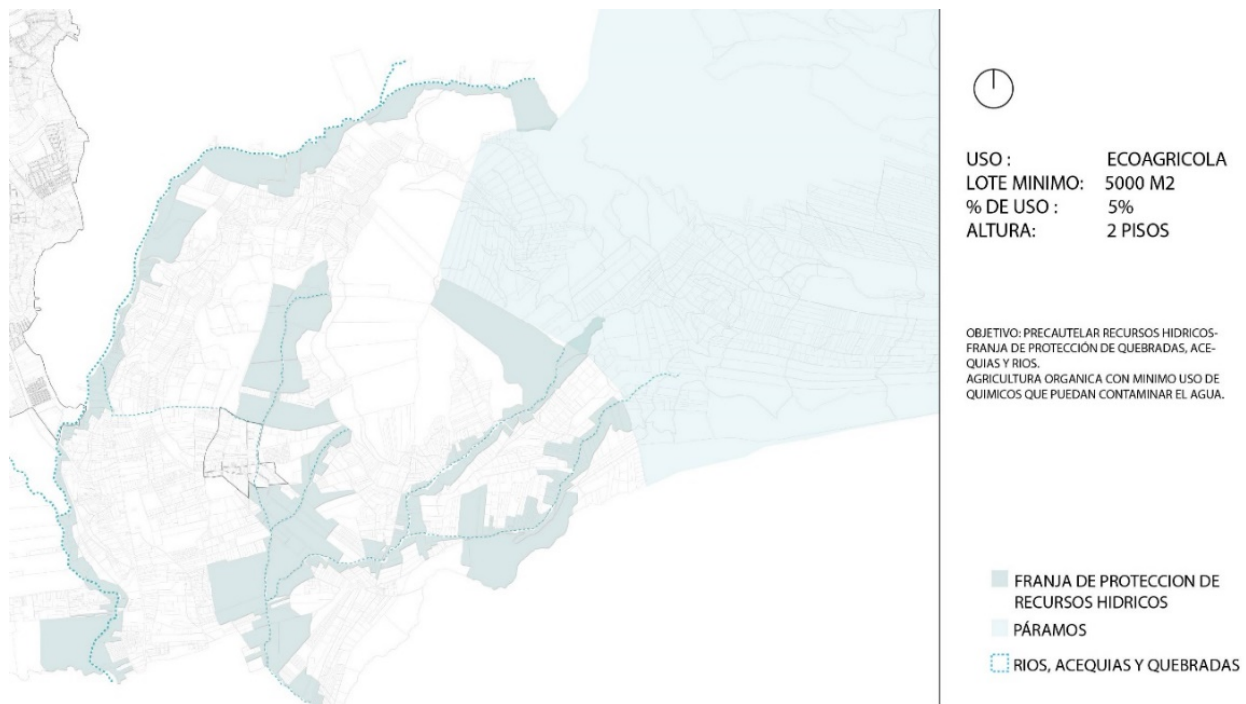 USO : ECOAGRICOLA
LOTE MINIMO: 5000 M2
% DE USO : 5%
ALTURA: 2 PISOS
OBJETIVO: PRECAUTELAR RECURSOS HIDRICOS-
FRANJA DE PROTECCIÓN DE QUEBRADAS, ACE-
QUIAS Y RIOS.
AGRICULTURA ORGANICA CON MINIMO USO DE
QUIMICOS QUE PUEDAN CONTAMINAR EL AGUA.
FRANJA DE PROTECCION DE
RECURSOS HIDRICOS
PÁRAMOS
RIOS, ACEQUIAS Y QUEBRADAS